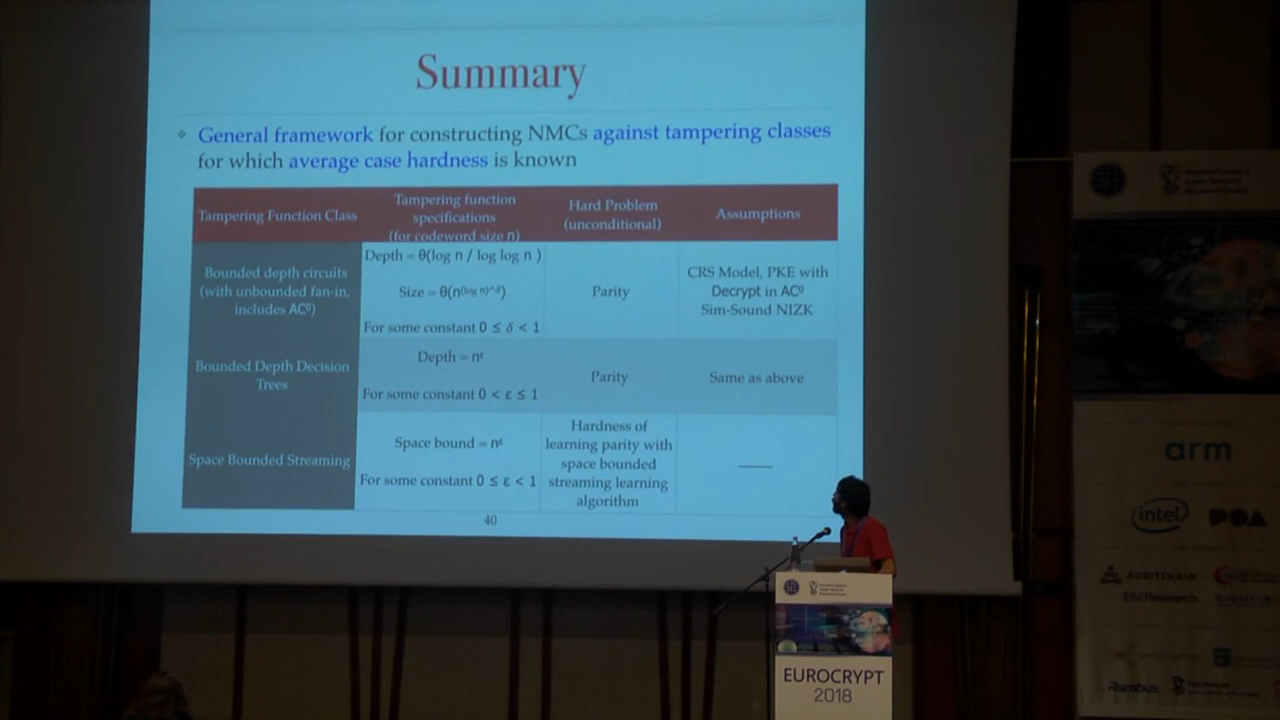 Summary
❖ General framework for constructing NMCs against tampering classes
for which average case hardness is known
Tampering Function Class
Tampering function
specifications
(for codeword size n)
Hard Problem
(unconditional)
Assumptions
Bounded depth circuits
(with unbounded fan-in,
includes AC⁰)
Depth = θ(log n / log log n )
Size = θ(n^(log n)^δ)
For some constant 0 ≤ δ < 1
Parity
CRS Model, PKE with
Decrypt in AC⁰
Sim-Sound NIZK
Bounded Depth Decision
Trees
Depth = nᵋ
For some constant 0 < ε ≤ 1
Parity
Same as above
Space Bounded Streaming
Space bound = nᵋ
For some constant 0 ≤ ε < 1
Hardness of
learning parity with
space bounded
streaming learning
algorithm
40
EUROCRYPT
2018
arm
intel
POA
AUDITCHAIN
Rambus